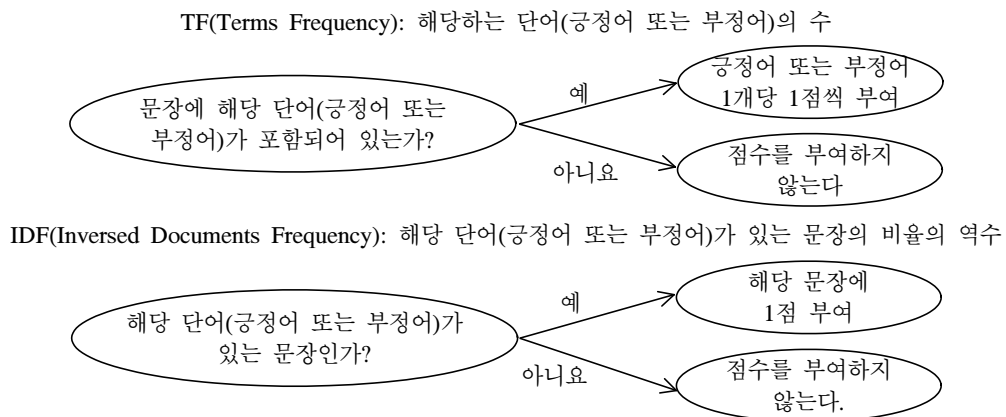 TF(Terms Frequency): 해당하는 단어(긍정어 또는 부정어)의 수
문장에 해당 단어(긍정어 또는
부정어)가 포함되어 있는가?
예
긍정어 또는 부정어
1개당 1점씩 부여
아니요
점수를 부여하지
않는다
IDF(Inversed Documents Frequency): 해당 단어(긍정어 또는 부정어)가 있는 문장의 비율의 역수
해당 단어(긍정어 또는 부정어)가
있는 문장인가?
예
해당 문장에
1점 부여
아니요
점수를 부여하지
않는다.